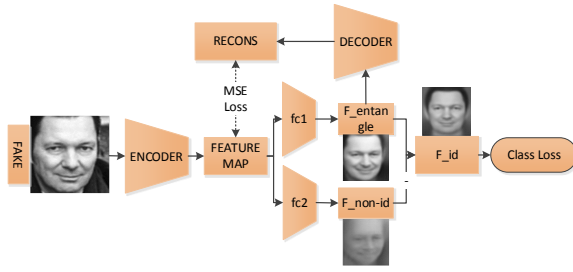 RECONS
DECODER
MSE
Loss
FAKE
ENCODER
FEATURE
MAP
fc1
F_entan
gle
F_id
Class Loss
fc2
F_non-id
-